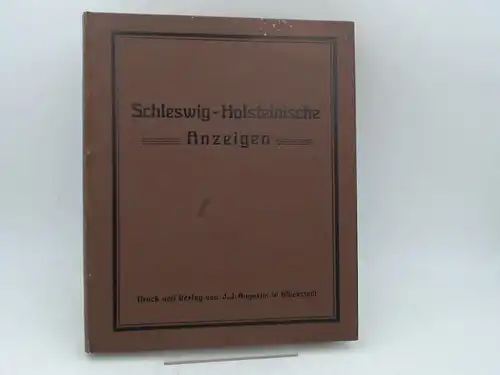 Schleswig-Holsteinische
Anzeigen
Druck und Verlag von J. J. Augustin in Glückstadt